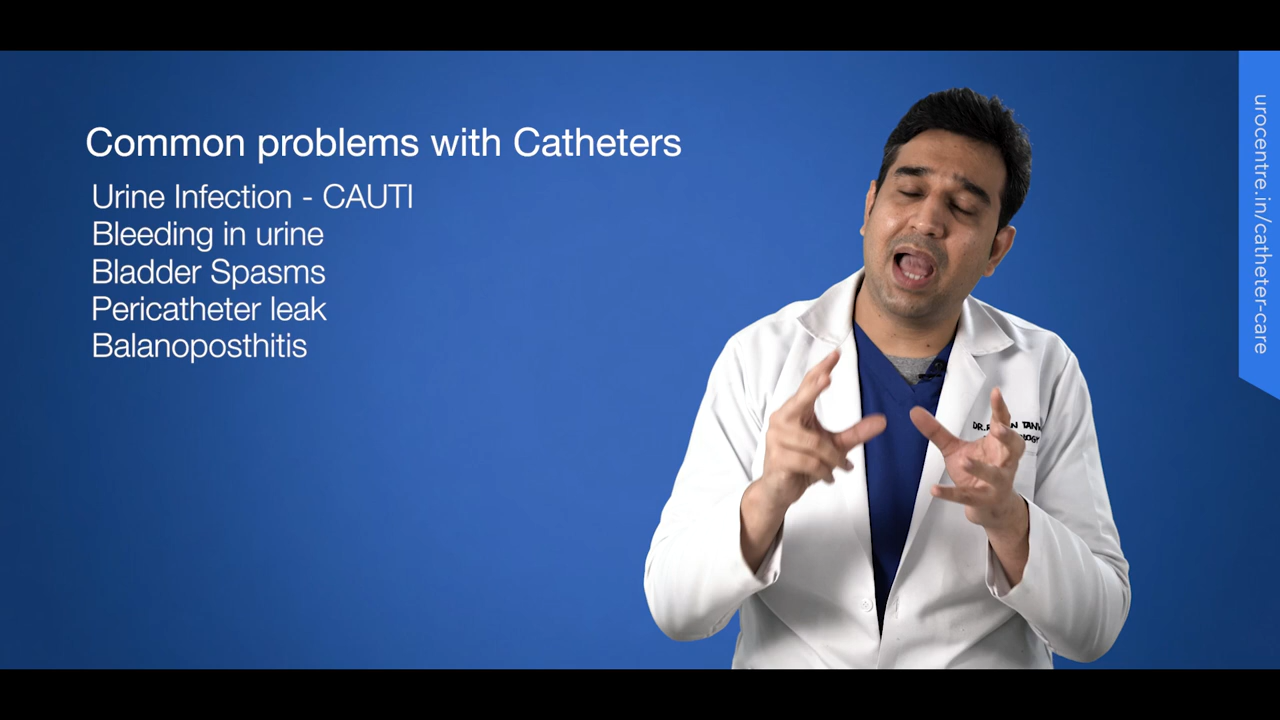 Common problems with Catheters
Urine Infection - CAUTI
Bleeding in urine
Bladder Spasms
Pericatheter leak
Balanoposthitis
urocentre.in/catheter-care
DR.